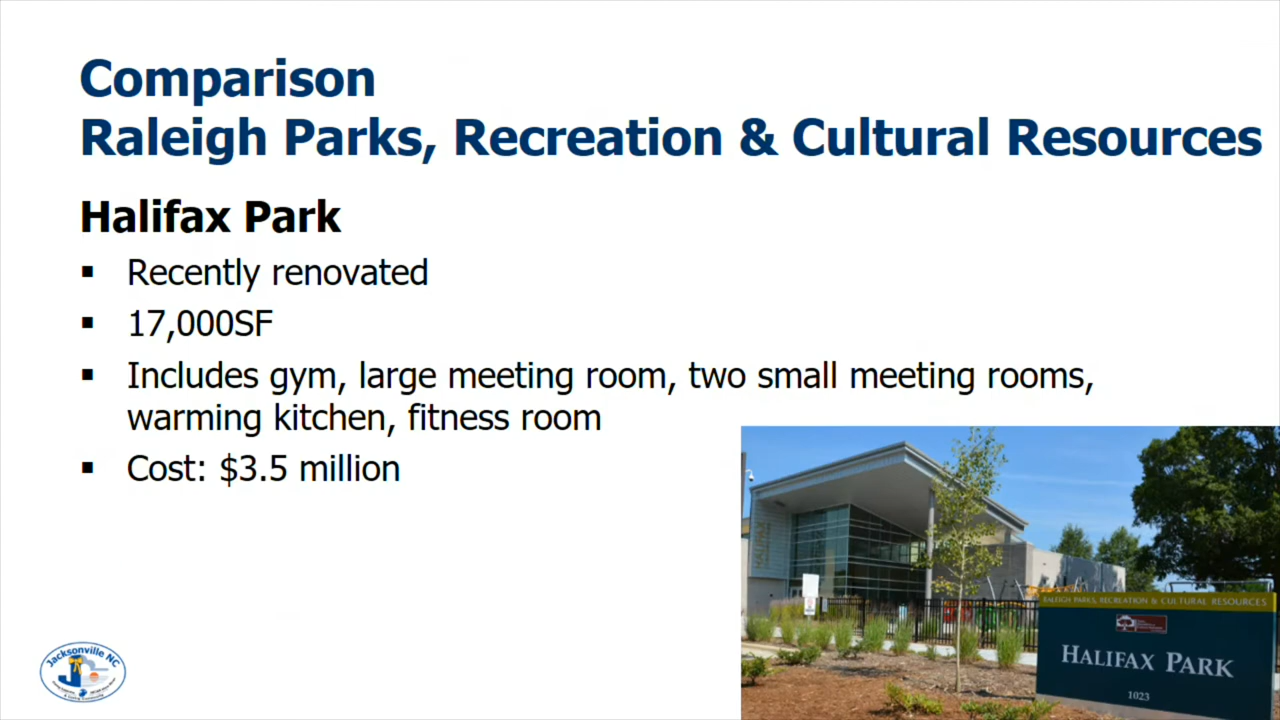 Comparison
Raleigh Parks, Recreation & Cultural Resources
Halifax Park
▪ Recently renovated
▪ 17,000SF
▪ Includes gym, large meeting room, two small meeting rooms,
warming kitchen, fitness room
▪ Cost: $3.5 million
RALEIGH PARKS, RECREATION & CULTURAL RESOURCES
HALIFAX PARK
1023
Jacksonville NC